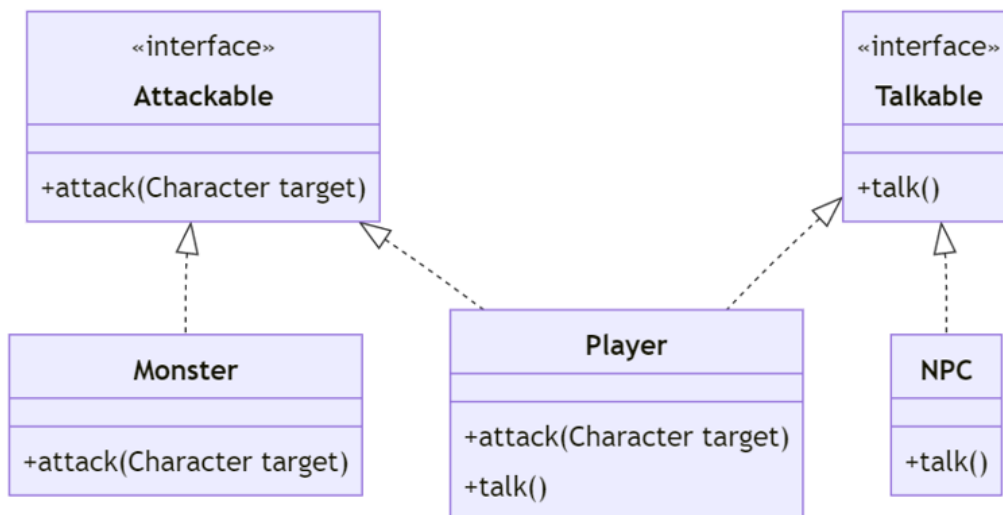 «interface»
Attackable
+attack(Character target)
«interface»
Talkable
+talk()
Monster
+attack(Character target)
Player
+attack(Character target)
+talk()
NPC
+talk()